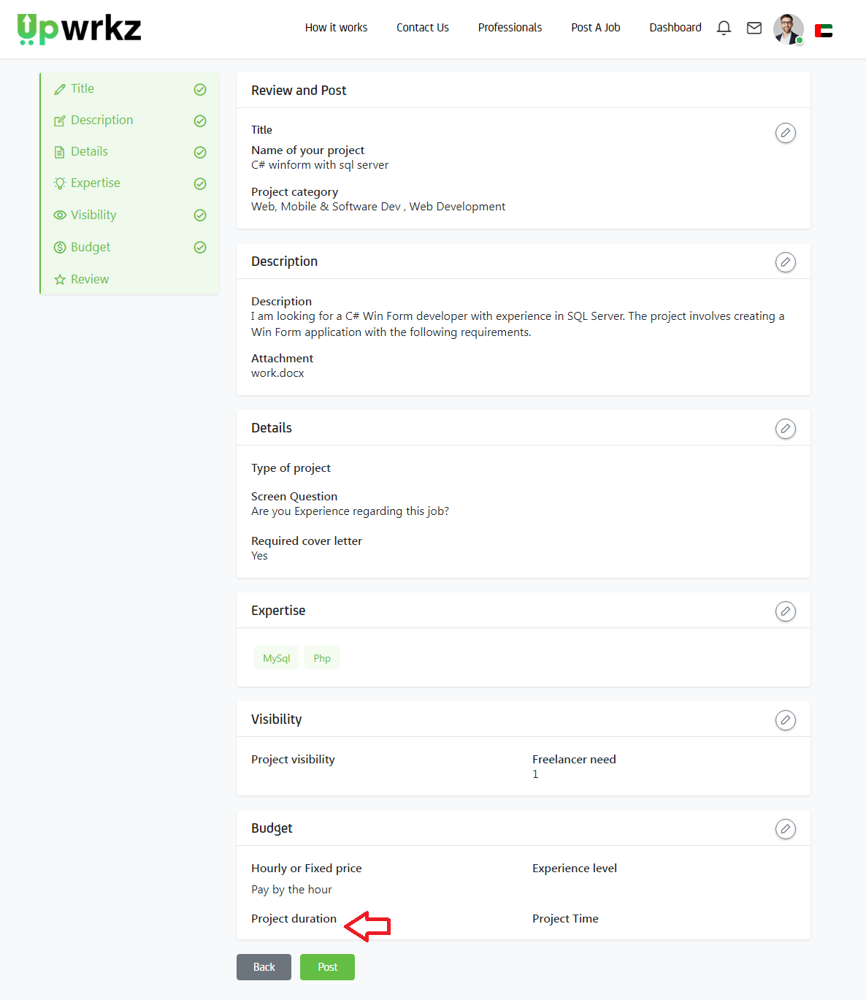 Upwrkz
How it works Contact Us Professionals Post A Job Dashboard
Title
Description
Details
Expertise
Visibility
Budget
Review
Review and Post
Title
Name of your project
C# winform with sql server
Project category
Web, Mobile & Software Dev , Web Development
Description
Description
I am looking for a C# Win Form developer with experience in SQL Server. The project involves creating a
Win Form application with the following requirements.
Attachment
work.docx
Details
Type of project
Screen Question
Are you Experience regarding this job?
Required cover letter
Yes
Expertise
MySql Php
Visibility
Project visibility Freelancer need
1
Budget
Hourly or Fixed price Experience level
Pay by the hour
Project duration Project Time
Back Post